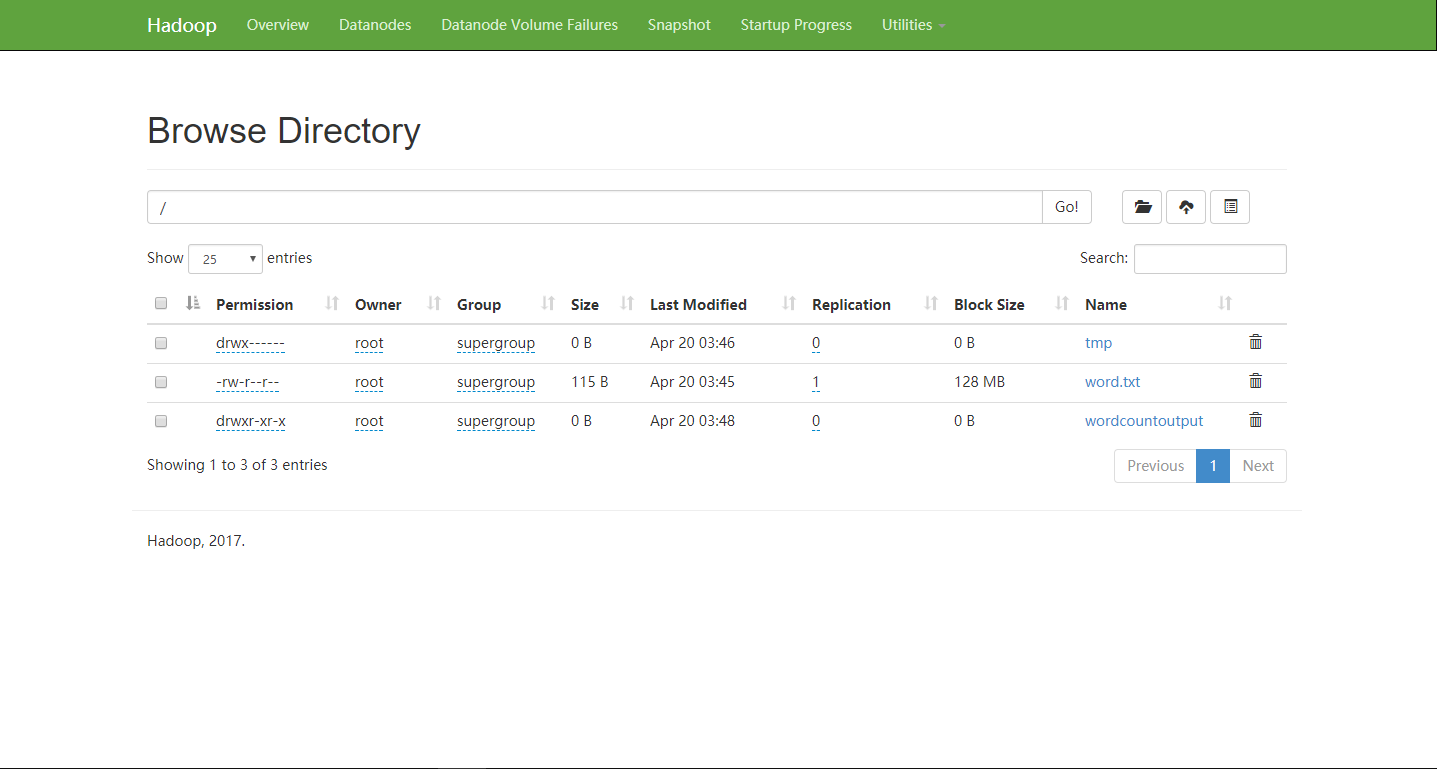 Hadoop Overview Datanodes Datanode Volume Failures Snapshot Startup Progress Utilities
Browse Directory
/ Go!
Show 25 entries Search:
Permission Owner Group Size Last Modified Replication Block Size Name
drwx------ root supergroup 0 B Apr 20 03:46 0 0 B tmp
-rw-r--r-- root supergroup 115 B Apr 20 03:45 1 128 MB word.txt
drwxr-xr-x root supergroup 0 B Apr 20 03:48 0 0 B wordcountoutput
Showing 1 to 3 of 3 entries Previous 1 Next
Hadoop, 2017.